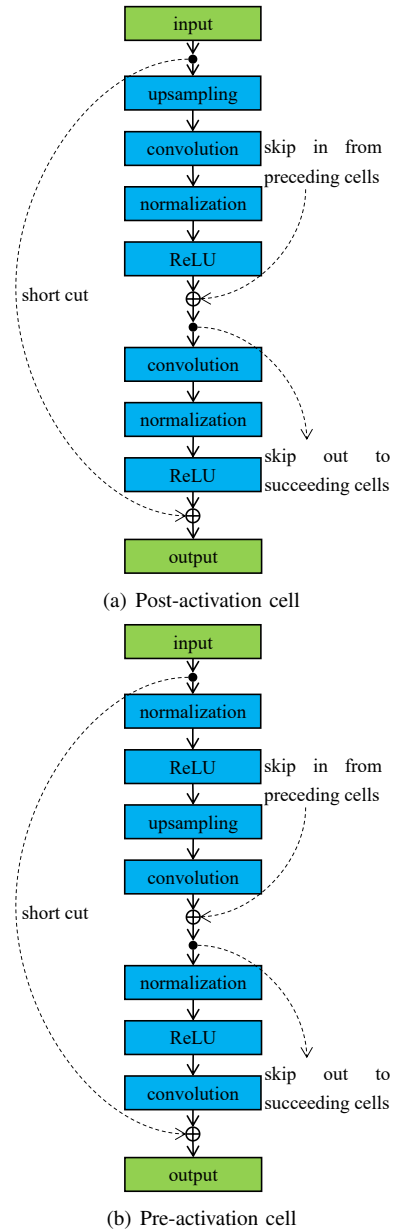 input
upsampling
convolution
skip in from
preceding cells
normalization
ReLU
short cut
convolution
normalization
skip out to
succeeding cells
ReLU
output
(a) Post-activation cell
input
normalization
ReLU
skip in from
preceding cells
upsampling
convolution
short cut
normalization
ReLU
skip out to
succeeding cells
convolution
output
(b) Pre-activation cell